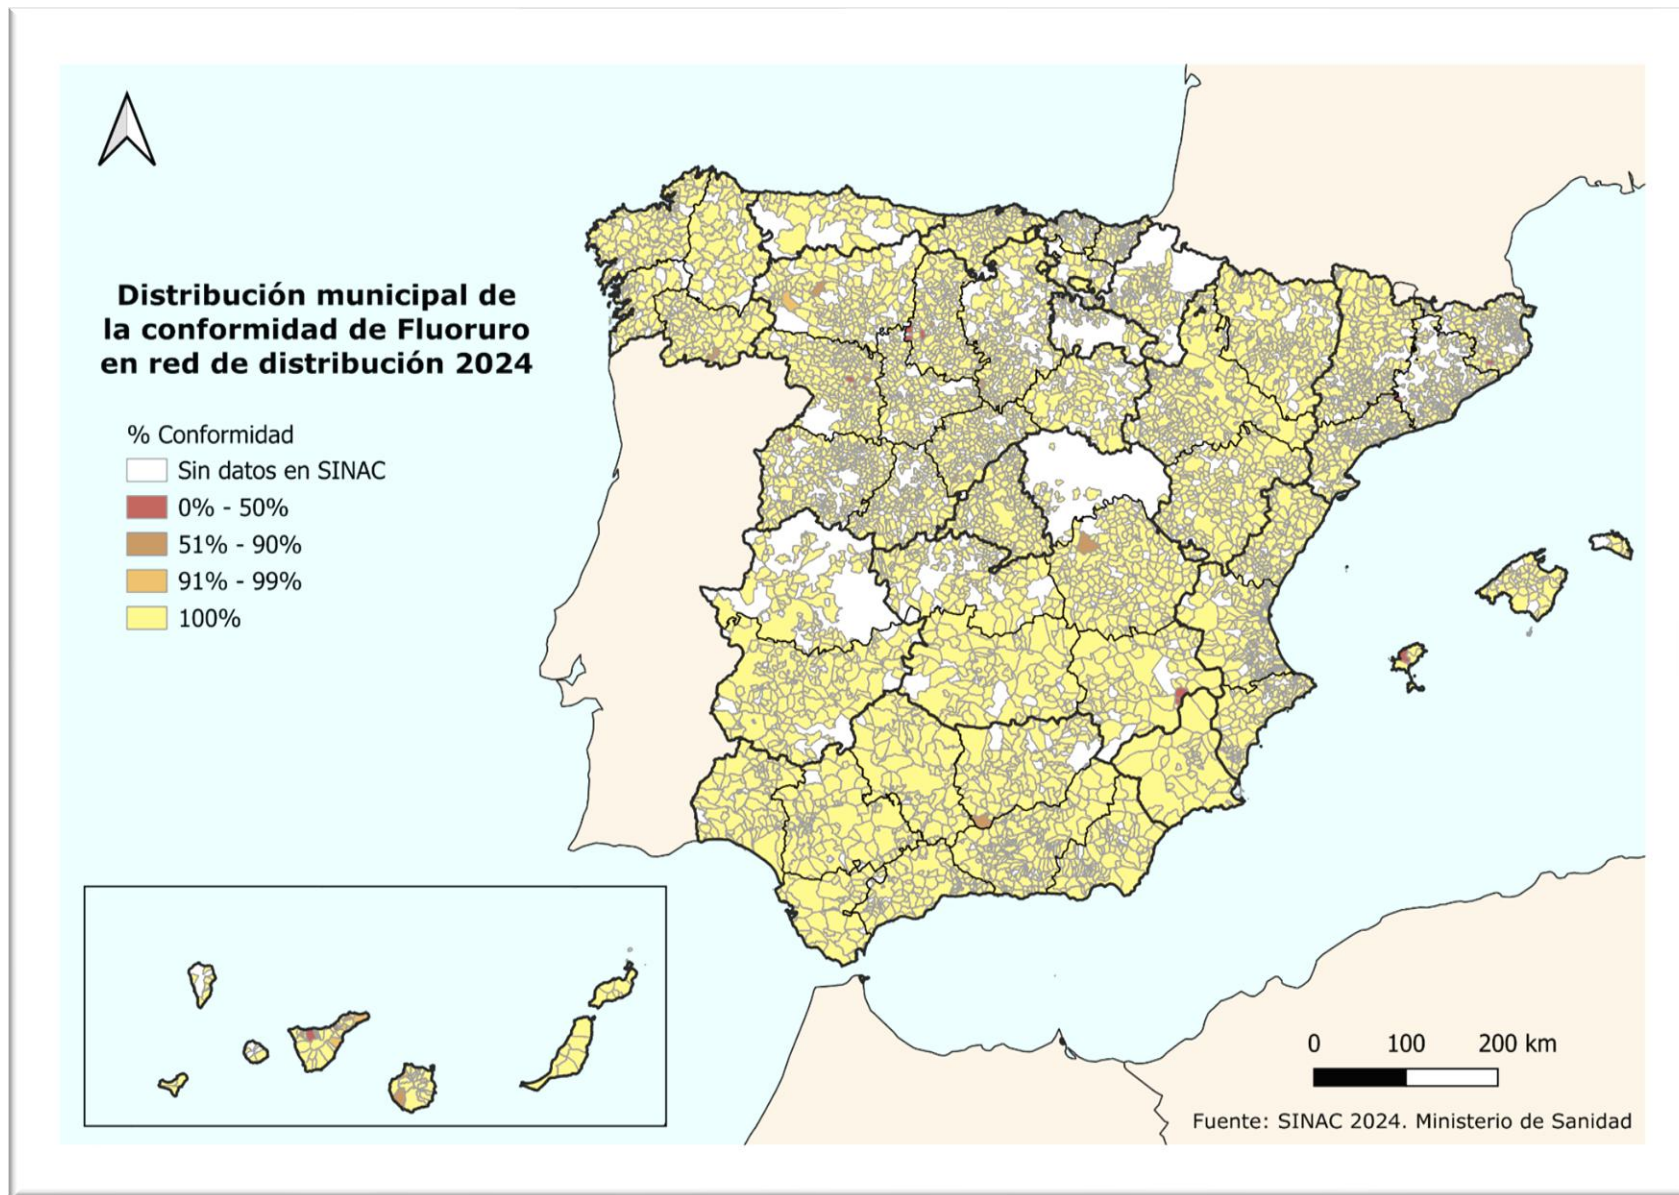 Distribución municipal de
la conformidad de Fluoruro
en red de distribución 2024
% Conformidad
Sin datos en SINAC
0% - 50%
51% - 90%
91% - 99%
100%
0 100 200 km
Fuente: SINAC 2024. Ministerio de Sanidad